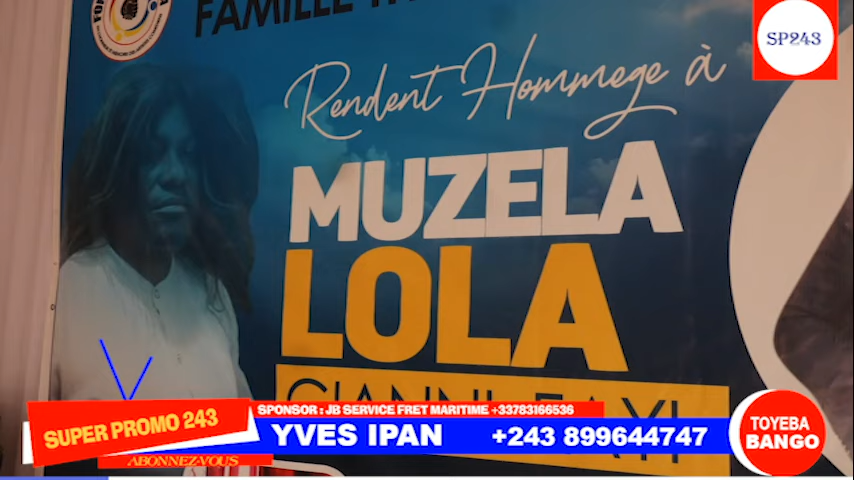 FAMILLE
SP243
Rendent Hommege à
MUZELA
LOLA
SPONSOR : JB SERVICE FRET MARITIME +33783166536
SUPER PROMO 243
YVES IPAN +243 899644747
TOYEBA
BANGO
ABONNEZ-VOUS